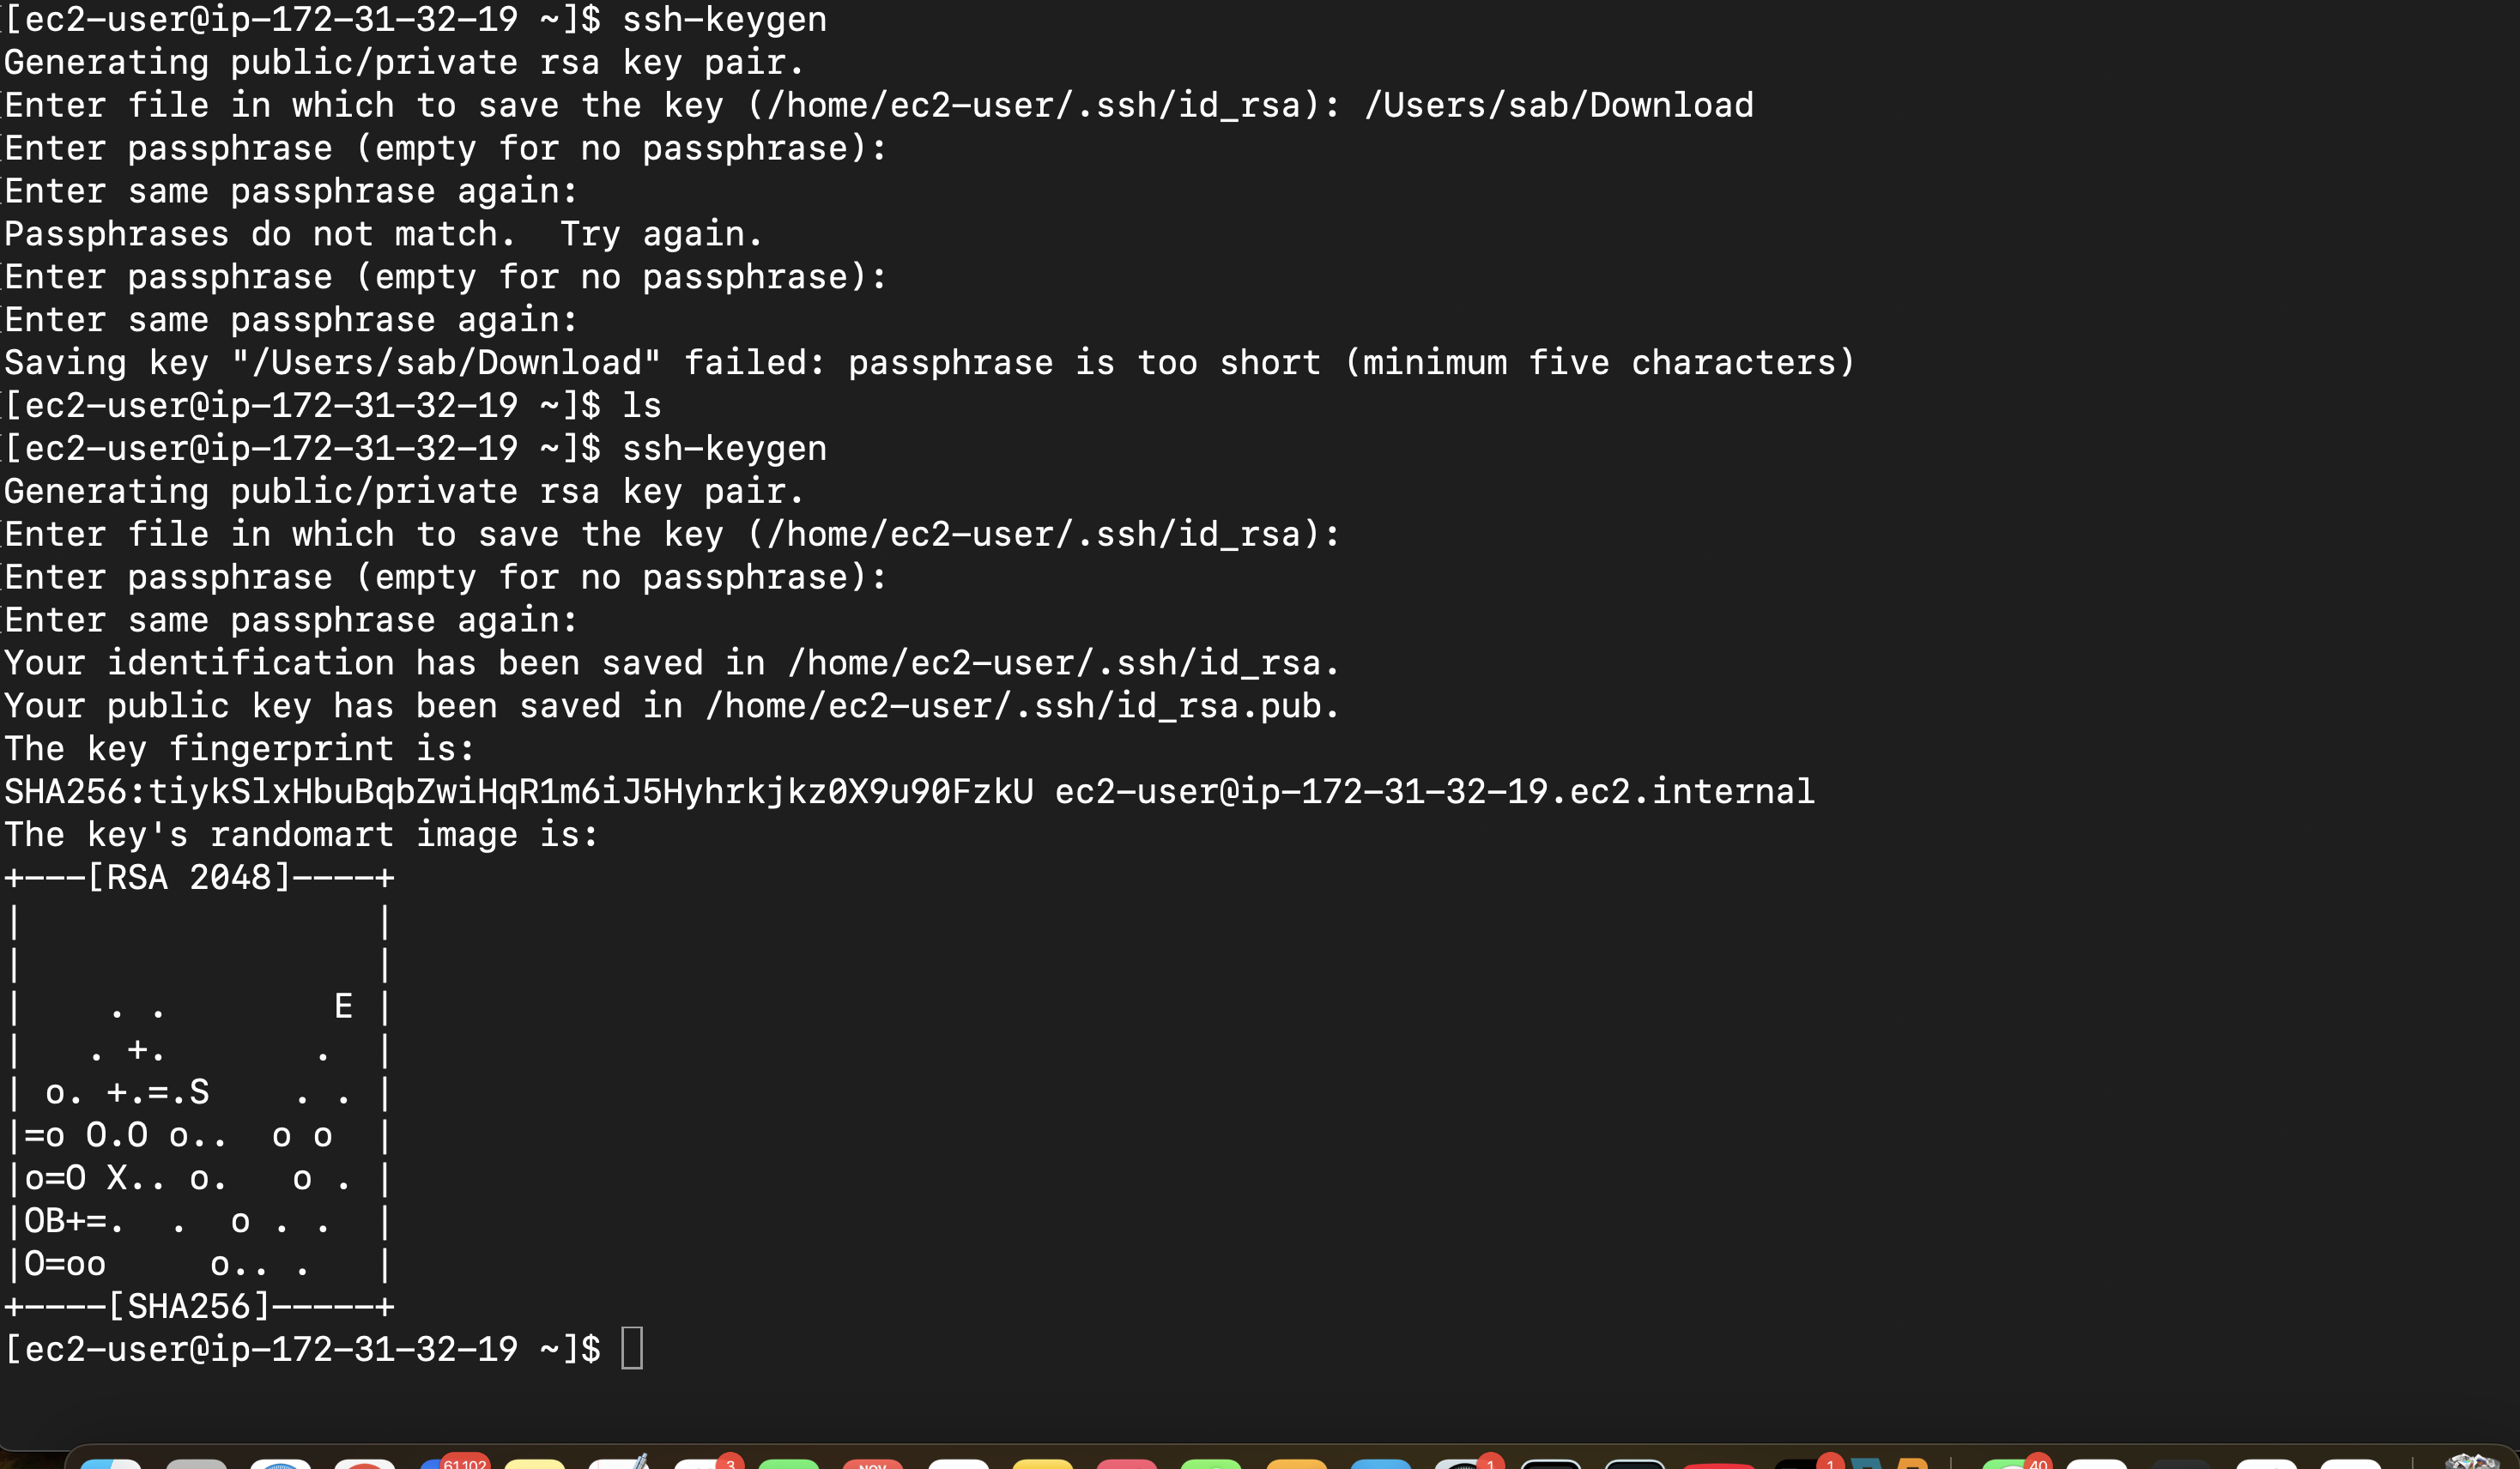 [ec2-user@ip-172-31-32-19 ~]$ ssh-keygen
Generating public/private rsa key pair.
Enter file in which to save the key (/home/ec2-user/.ssh/id_rsa): /Users/sab/Download
Enter passphrase (empty for no passphrase):
Enter same passphrase again:
Passphrases do not match.  Try again.
Enter passphrase (empty for no passphrase):
Enter same passphrase again:
Saving key "/Users/sab/Download" failed: passphrase is too short (minimum five characters)
[ec2-user@ip-172-31-32-19 ~]$ ls
[ec2-user@ip-172-31-32-19 ~]$ ssh-keygen
Generating public/private rsa key pair.
Enter file in which to save the key (/home/ec2-user/.ssh/id_rsa):
Enter passphrase (empty for no passphrase):
Enter same passphrase again:
Your identification has been saved in /home/ec2-user/.ssh/id_rsa.
Your public key has been saved in /home/ec2-user/.ssh/id_rsa.pub.
The key fingerprint is:
SHA256:tiykSlxHbuBqbZwiHqR1m6iJ5Hyhrkjkz0X9u90FzkU ec2-user@ip-172-31-32-19.ec2.internal
The key's randomart image is:
+---[RSA 2048]----+
|                 |
|                 |
|    . .        E |
|   . +.       .  |
| o. +.=.S    . . |
|=o O.O o..  o o  |
|o=O X.. o.   o . |
|OB+=.  .  o . .  |
|O=oo     o.. .   |
+----[SHA256]-----+
[ec2-user@ip-172-31-32-19 ~]$
61,102 3 NOV 1 1 40